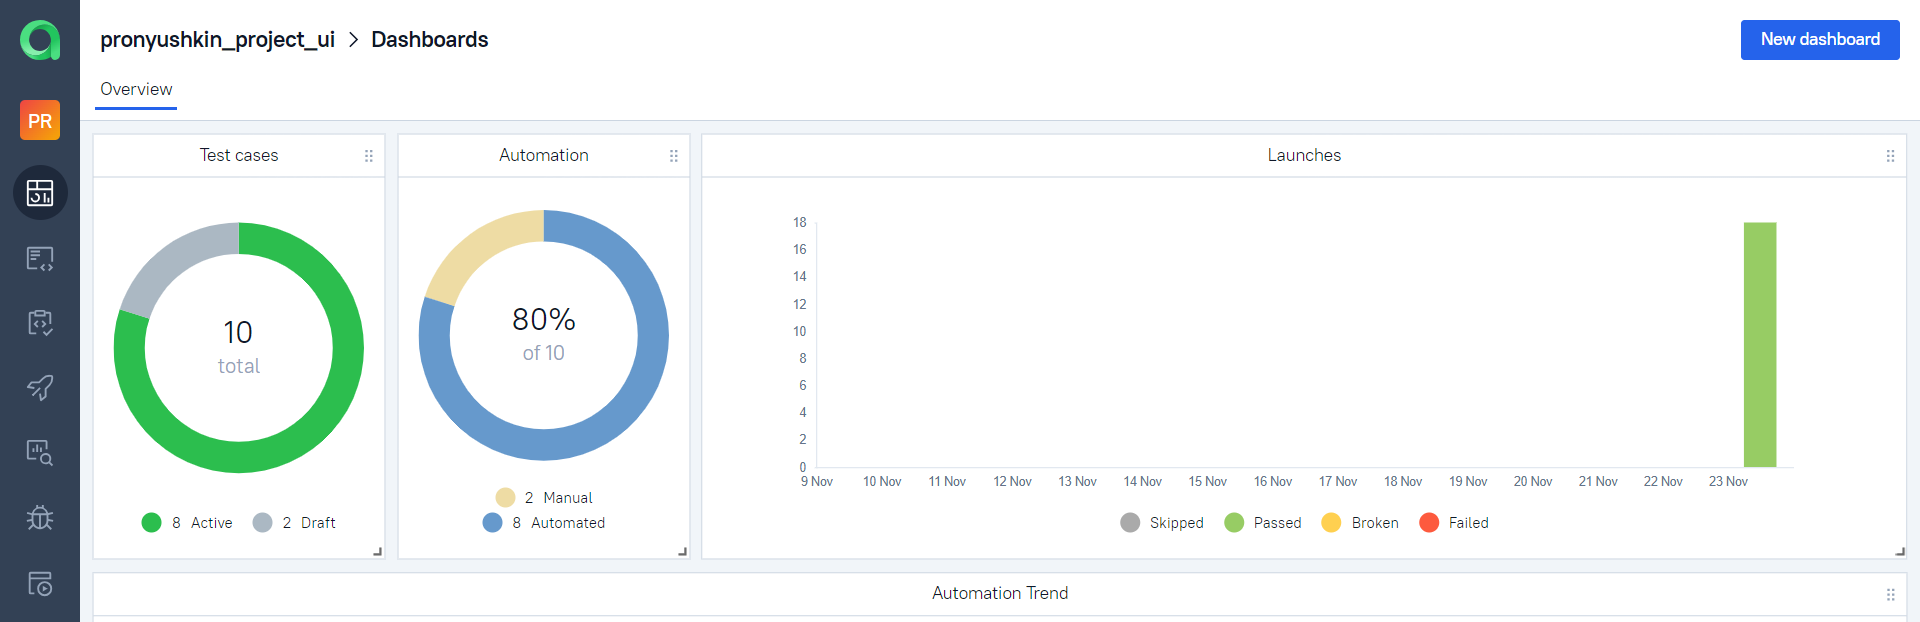 pronyushkin_project_ui > Dashboards
New dashboard
Overview
PR
Test cases
10
total
8 Active
2 Draft
Automation
80%
of 10
2 Manual
8 Automated
Launches
18
16
14
12
10
8
6
4
2
0
9 Nov 10 Nov 11 Nov 12 Nov 13 Nov 14 Nov 15 Nov 16 Nov 17 Nov 18 Nov 19 Nov 20 Nov 21 Nov 22 Nov 23 Nov
Skipped Passed Broken Failed
Automation Trend